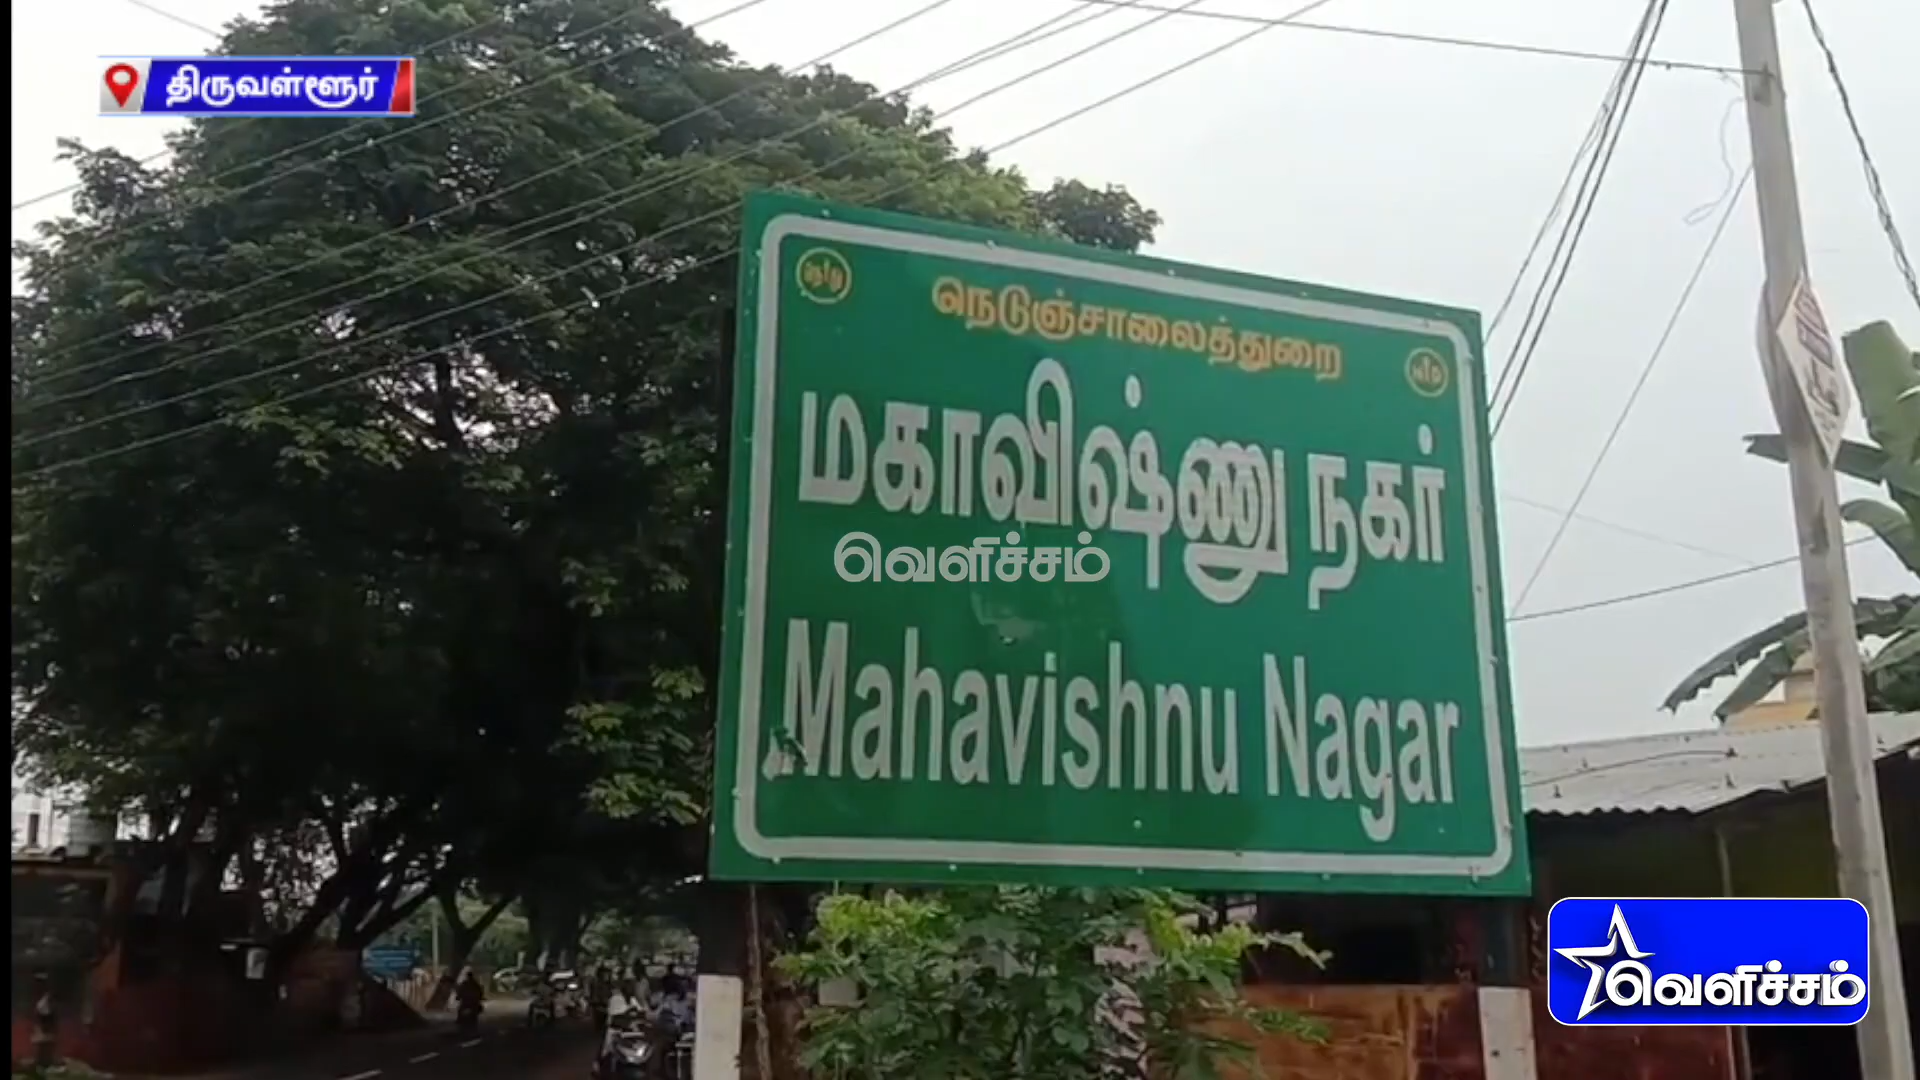 திருவள்ளூர்
நெடுஞ்சாலைத்துறை
மகாவிஷ்ணு நகர்
வெளிச்சம்
Mahavishnu Nagar
வெளிச்சம்